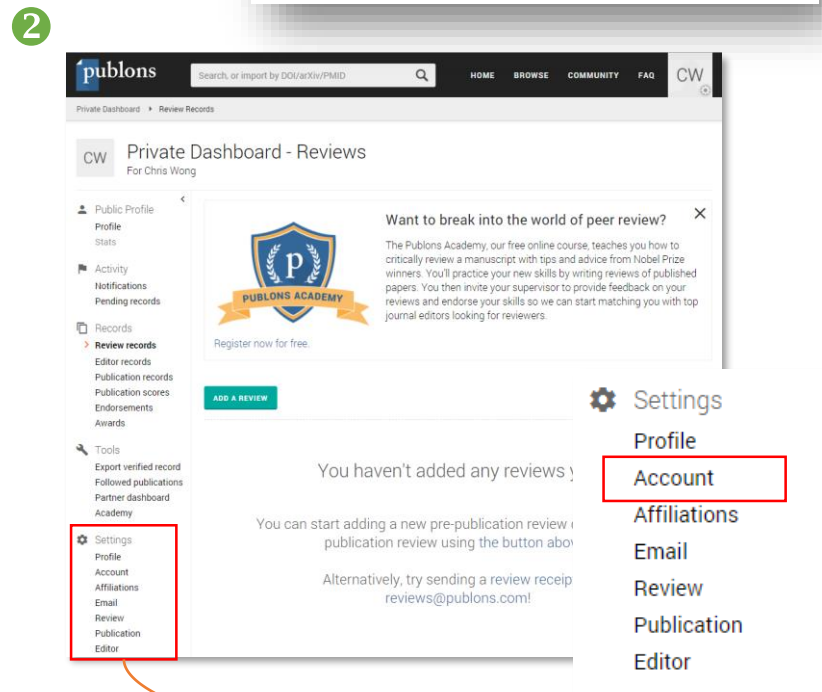 2
publons
Search, or import by DOI/arXiv/PMID
HOME BROWSE COMMUNITY FAQ CW
Private Dashboard Review Records
CW
Private Dashboard - Reviews
For Chris Wong
Public Profile
Profile
Stats
Activity
Notifications
Pending records
Records
Review records
Editor records
Publication records
Publication scores
Endorsements
Awards
Tools
Export verified record
Followed publications
Partner dashboard
Academy
Settings
Profile
Account
Affiliations
Email
Review
Publication
Editor
p
PUBLONS ACADEMY
Register now for free.
Want to break into the world of peer review?
The Publons Academy, our free online course, teaches you how to
critically review a manuscript with tips and advice from Nobel Prize
winners. You'll practice your new skills by writing reviews of published
papers. You then invite your supervisor to provide feedback on your
reviews and endorse your skills so we can start matching you with top
journal editors looking for reviewers.
ADD A REVIEW
You haven't added any reviews
You can start adding a new pre-publication review
publication review using the button
Alternatively, try sending a review
reviews@publons.com!
Settings
Profile
Account
Affiliations
Email
Review
Publication
Editor